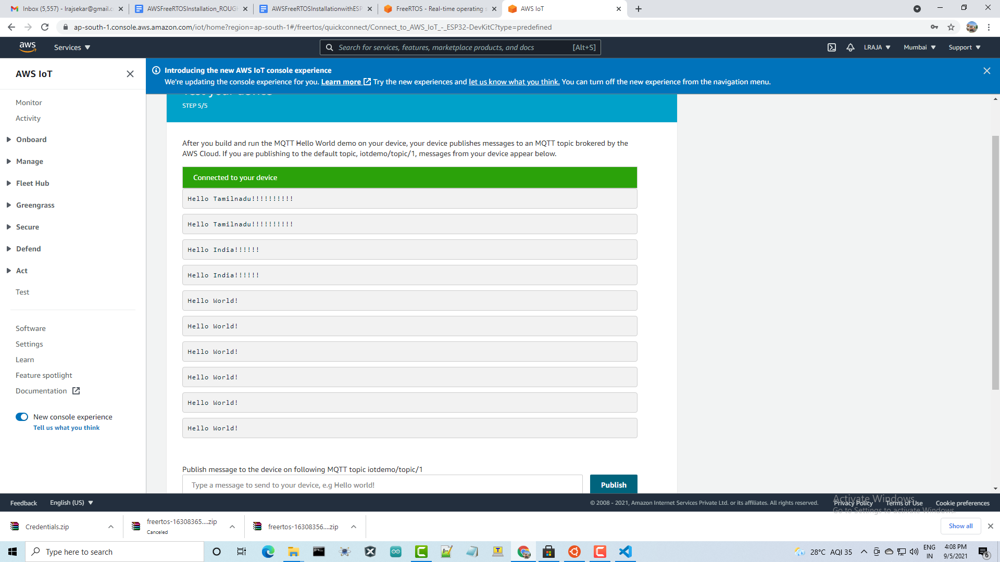 Inbox (5,557) - lrajsekar@gmail.c
AWSFreeRTOSInstallation_ROUG
AWSFreeRTOSInstallationwithESP
FreeRTOS - Real-time operating s
AWS IoT
ap-south-1.console.aws.amazon.com/iot/home?region=ap-south-1#/freertos/quickconnect/Connect_to_AWS_IoT_-_ESP32-DevKitC?type=predefined
aws
Services
Search for services, features, marketplace products, and docs
[Alt+S]
LRAJA
Mumbai
Support
AWS IoT
Introducing the new AWS IoT console experience
We're updating the console experience for you. Learn more Try the new experiences and let us know what you think. You can turn off the new experience from the navigation menu.
Monitor
Activity
Onboard
Manage
Fleet Hub
Greengrass
Secure
Defend
Act
Test
Software
Settings
Learn
Feature spotlight
Documentation
New console experience
Tell us what you think
STEP 5/5
After you build and run the MQTT Hello World demo on your device, your device publishes messages to an MQTT topic brokered by the
AWS Cloud. If you are publishing to the default topic, iotdemo/topic/1, messages from your device appear below.
Connected to your device
Hello Tamilnadu!!!!!!!!!!
Hello Tamilnadu!!!!!!!!!!
Hello India!!!!!!
Hello India!!!!!!
Hello World!
Hello World!
Hello World!
Hello World!
Hello World!
Hello World!
Publish message to the device on following MQTT topic iotdemo/topic/1
Type a message to send to your device, e.g Hello world!
Publish
Feedback
English (US)
© 2008 - 2021, Amazon Internet Services Private Ltd. or its affiliates. All rights reserved.
Privacy Policy
Terms of Use
Cookie preferences
Activate Windows
Go to Settings to activate Windows.
Credentials.zip
freertos-16308365....zip
Canceled
freertos-16308356....zip
Show all
Type here to search
28°C AQI 35
ENG
IN
4:08 PM
9/5/2021
6